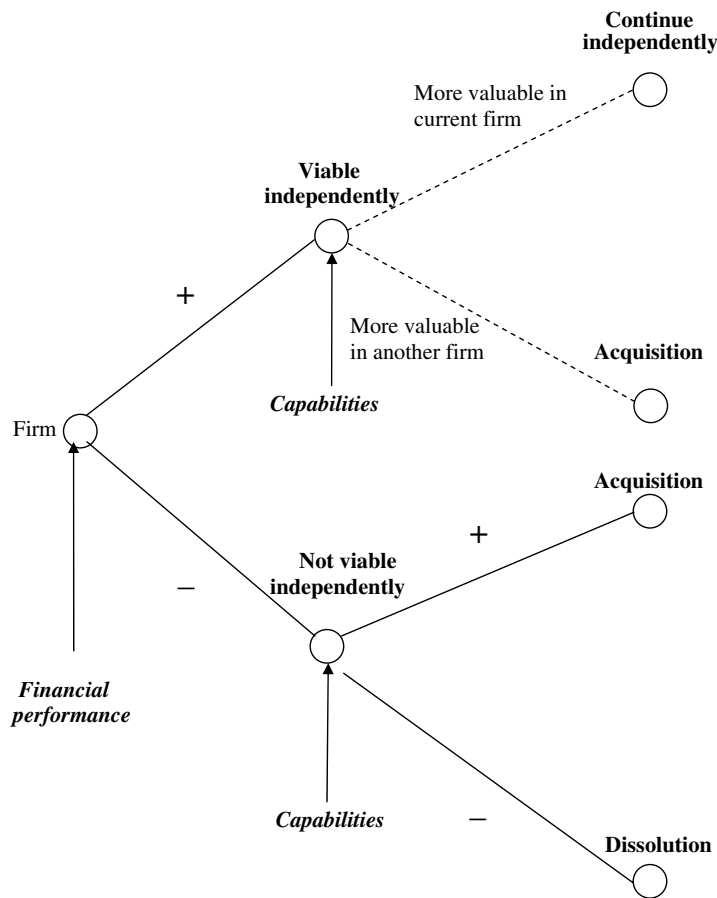 Continue
independently
More valuable in
current firm
Viable
independently
+
More valuable
in another firm
Acquisition
Capabilities
Firm
Acquisition
+
Not viable
independently
–
Financial
performance
Capabilities
–
Dissolution